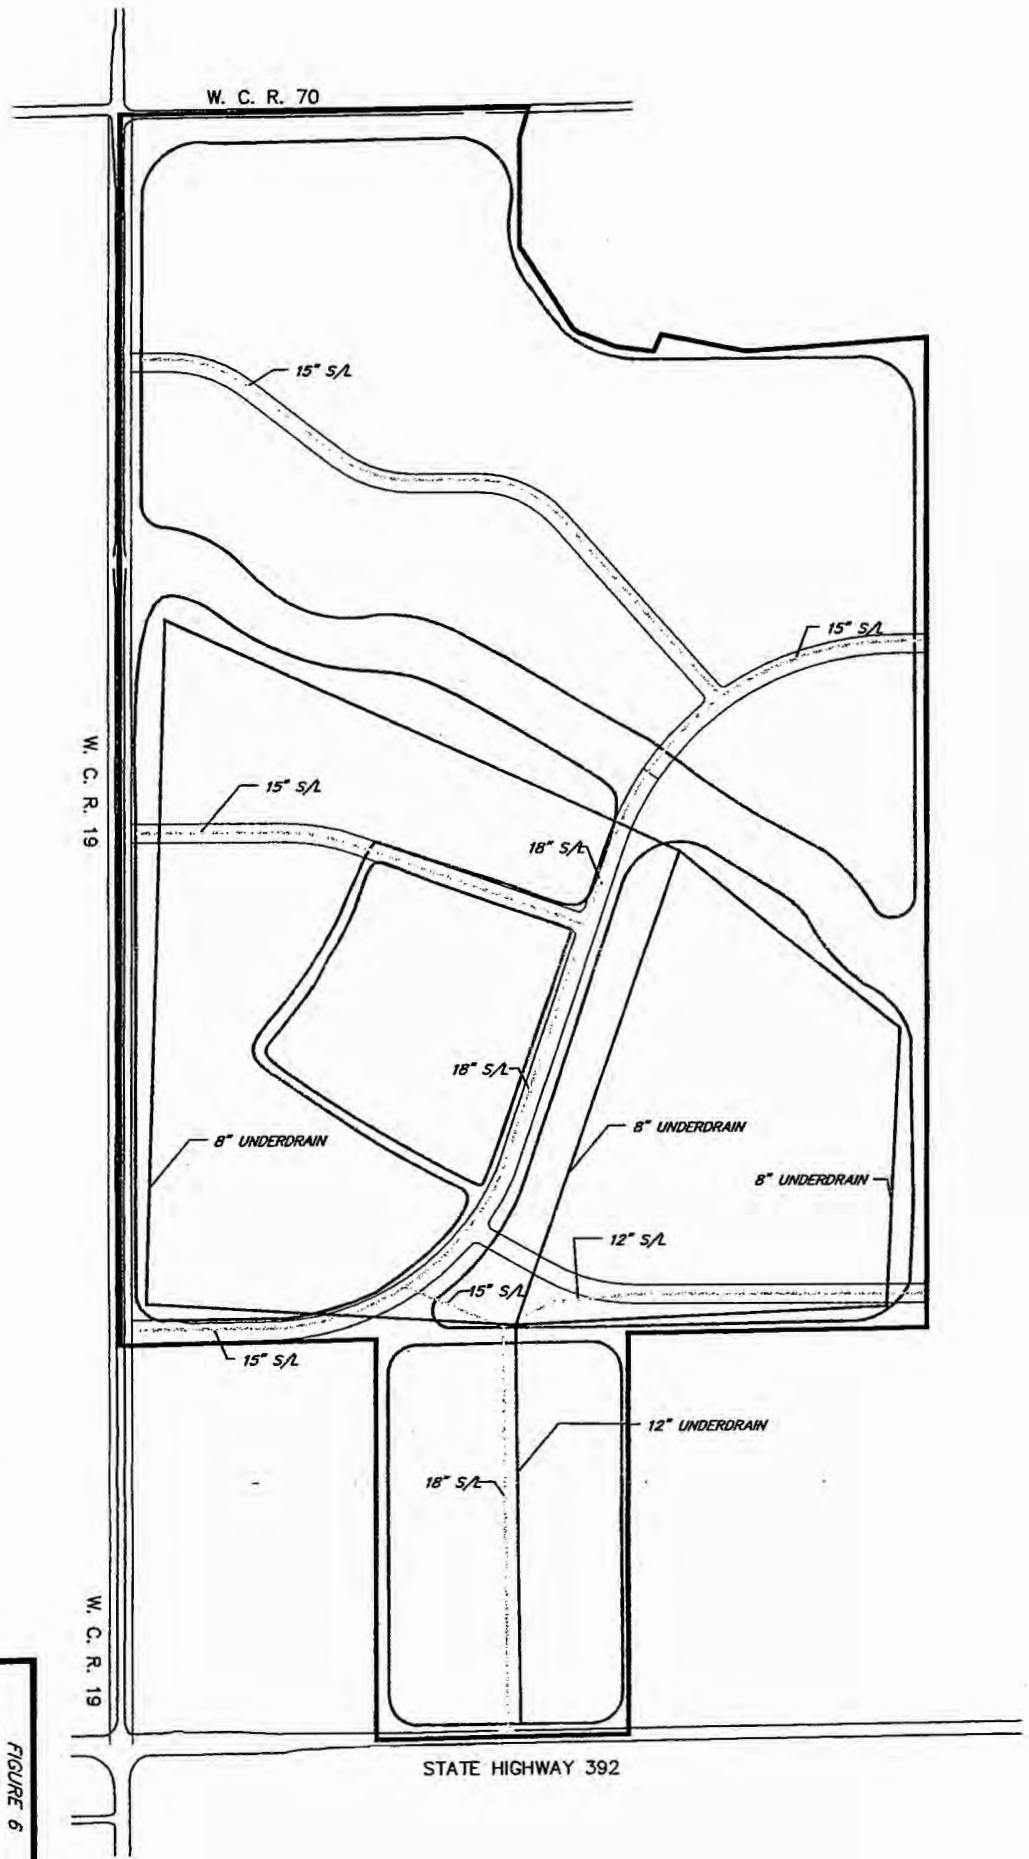 W. C. R. 70
15" S/L
15" S/L
W. C. R. 19
15" S/L
18" S/L
18" S/L
8" UNDERDRAIN
8" UNDERDRAIN
8" UNDERDRAIN
12" S/L
15" S/L
15" S/L
12" UNDERDRAIN
18" S/L
W. C. R. 19
STATE HIGHWAY 392
FIGURE 6